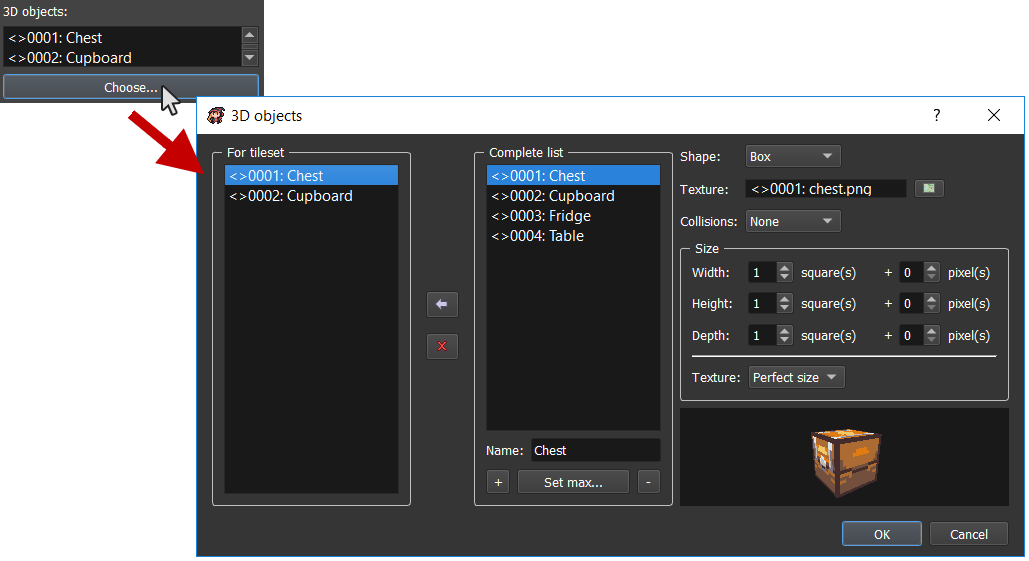 3D objects:
<>0001: Chest
<>0002: Cupboard
Choose...
3D objects
?
For tileset
<>0001: Chest
<>0002: Cupboard
Complete list
<>0001: Chest
<>0002: Cupboard
<>0003: Fridge
<>0004: Table
Name: Chest
+ Set max... -
Shape: Box
Texture: <>0001: chest.png
Collisions: None
Size
Width: 1 square(s) + 0 pixel(s)
Height: 1 square(s) + 0 pixel(s)
Depth: 1 square(s) + 0 pixel(s)
Texture: Perfect size
OK Cancel